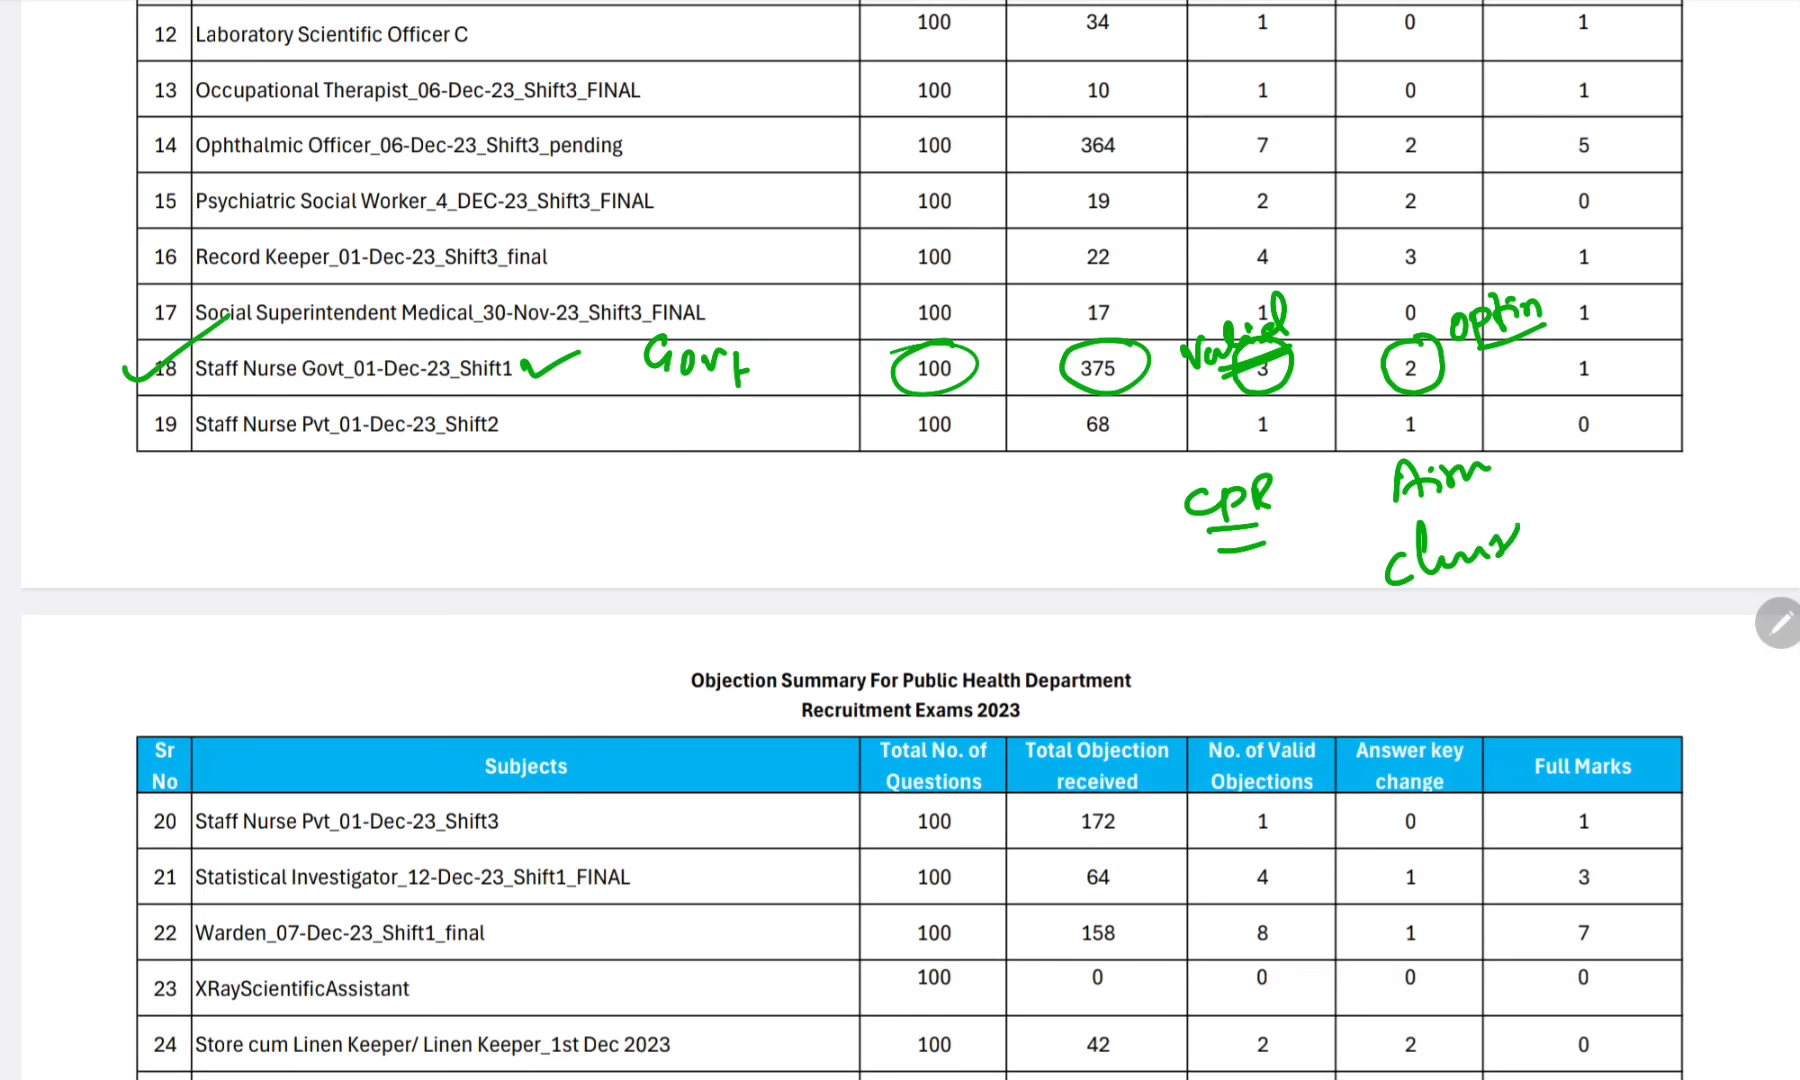 12 Laboratory Scientific Officer C 100 34 1 0 1
13 Occupational Therapist_06-Dec-23_Shift3_FINAL 100 10 1 0 1
14 Ophthalmic Officer_06-Dec-23_Shift3_pending 100 364 7 2 5
15 Psychiatric Social Worker_4_DEC-23_Shift3_FINAL 100 19 2 2 0
16 Record Keeper_01-Dec-23_Shift3_final 100 22 4 3 1
17 Social Superintendent Medical_30-Nov-23_Shift3_FINAL 100 17 1 0 1
Valid optin
18 Staff Nurse Govt_01-Dec-23_Shift1 Govt 100 375 3 2 1
19 Staff Nurse Pvt_01-Dec-23_Shift2 100 68 1 1 0
CPR
Objection Summary For Public Health Department
Recruitment Exams 2023
Sr No Subjects Total No. of Questions Total Objection received No. of Valid Objections Answer key change Full Marks
20 Staff Nurse Pvt_01-Dec-23_Shift3 100 172 1 0 1
21 Statistical Investigator_12-Dec-23_Shift1_FINAL 100 64 4 1 3
22 Warden_07-Dec-23_Shift1_final 100 158 8 1 7
23 XRayScientificAssistant 100 0 0 0 0
24 Store cum Linen Keeper/ Linen Keeper_1st Dec 2023 100 42 2 2 0